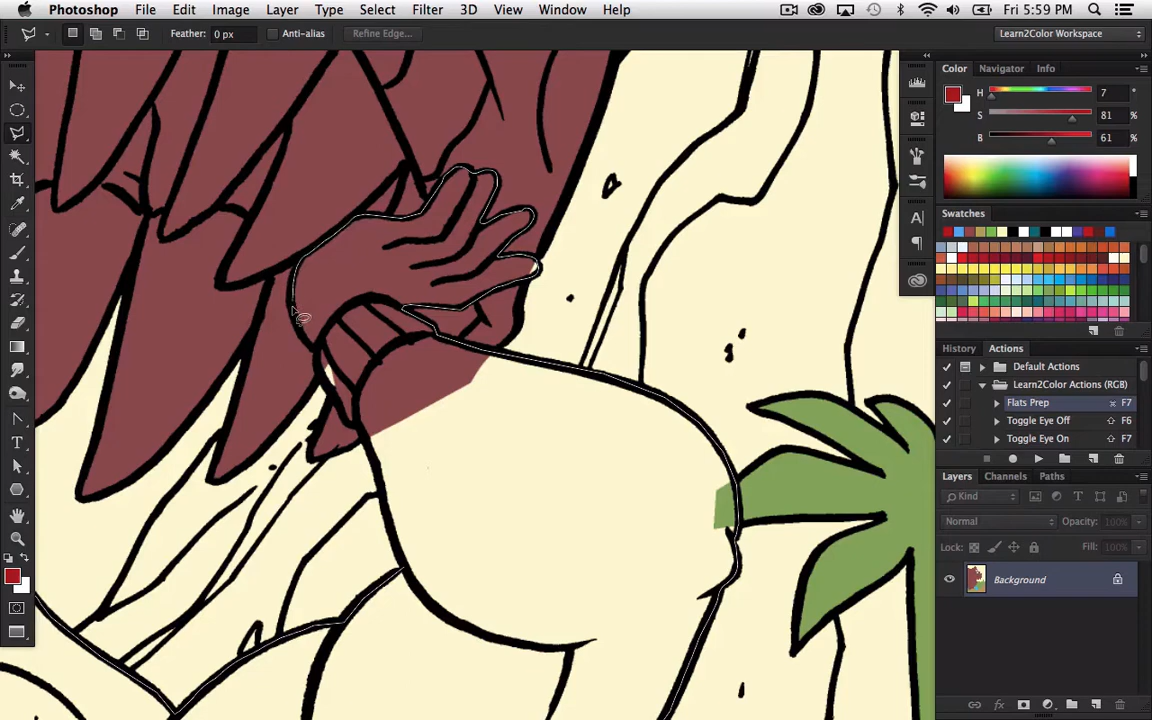 Photoshop File Edit Image Layer Type Select Filter 3D View Window Help Fri 5:59 PM
Feather: 0 px Anti-alias Refine Edge... Learn2Color Workspace
Color Navigator Info
H 7 °
S 81 %
B 61 %
Swatches
History Actions
Default Actions
Learn2Color Actions (RGB)
Flats Prep F7
Toggle Eye Off F6
Toggle Eye On F7
Layers Channels Paths
Kind
Normal Opacity: 100%
Lock: Fill: 100%
Background